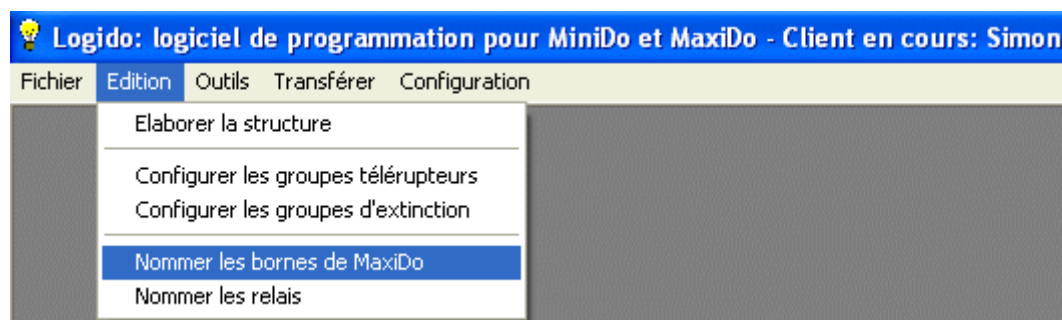 Logido: logiciel de programmation pour MiniDo et MaxiDo - Client en cours: Simon
Fichier Edition Outils Transférer Configuration
Elaborer la structure
Configurer les groupes télérupteurs
Configurer les groupes d'extinction
Nommer les bornes de MaxiDo
Nommer les relais